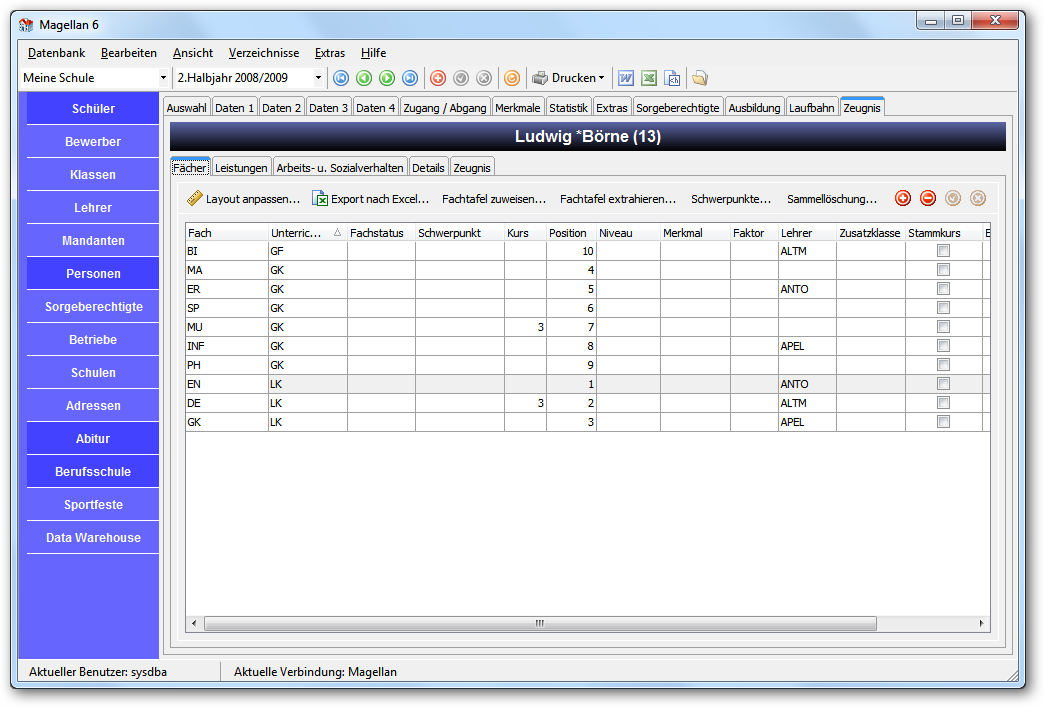 Magellan 6
Datenbank Bearbeiten Ansicht Verzeichnisse Extras Hilfe
Meine Schule 2.Halbjahr 2008/2009 Drucken
Schüler
Bewerber
Klassen
Lehrer
Mandanten
Personen
Sorgeberechtigte
Betriebe
Schulen
Adressen
Abitur
Berufsschule
Sportfeste
Data Warehouse
Auswahl Daten 1 Daten 2 Daten 3 Daten 4 Zugang / Abgang Merkmale Statistik Extras Sorgeberechtigte Ausbildung Laufbahn Zeugnis
Ludwig *Börne (13)
Fächer Leistungen Arbeits- u. Sozialverhalten Details Zeugnis
Layout anpassen... Export nach Excel... Fachtafel zuweisen... Fachtafel extrahieren... Schwerpunkte... Sammellöschung...
Fach Unterric... Fachstatus Schwerpunkt Kurs Position Niveau Merkmal Faktor Lehrer Zusatzklasse Stammkurs
BI GF 10 ALTM
MA GK 4
ER GK 5 ANTO
SP GK 6
MU GK 3 7
INF GK 8 APEL
PH GK 9
EN LK 1 ANTO
DE LK 3 2 ALTM
GK LK 3 APEL
Aktueller Benutzer: sysdba Aktuelle Verbindung: Magellan